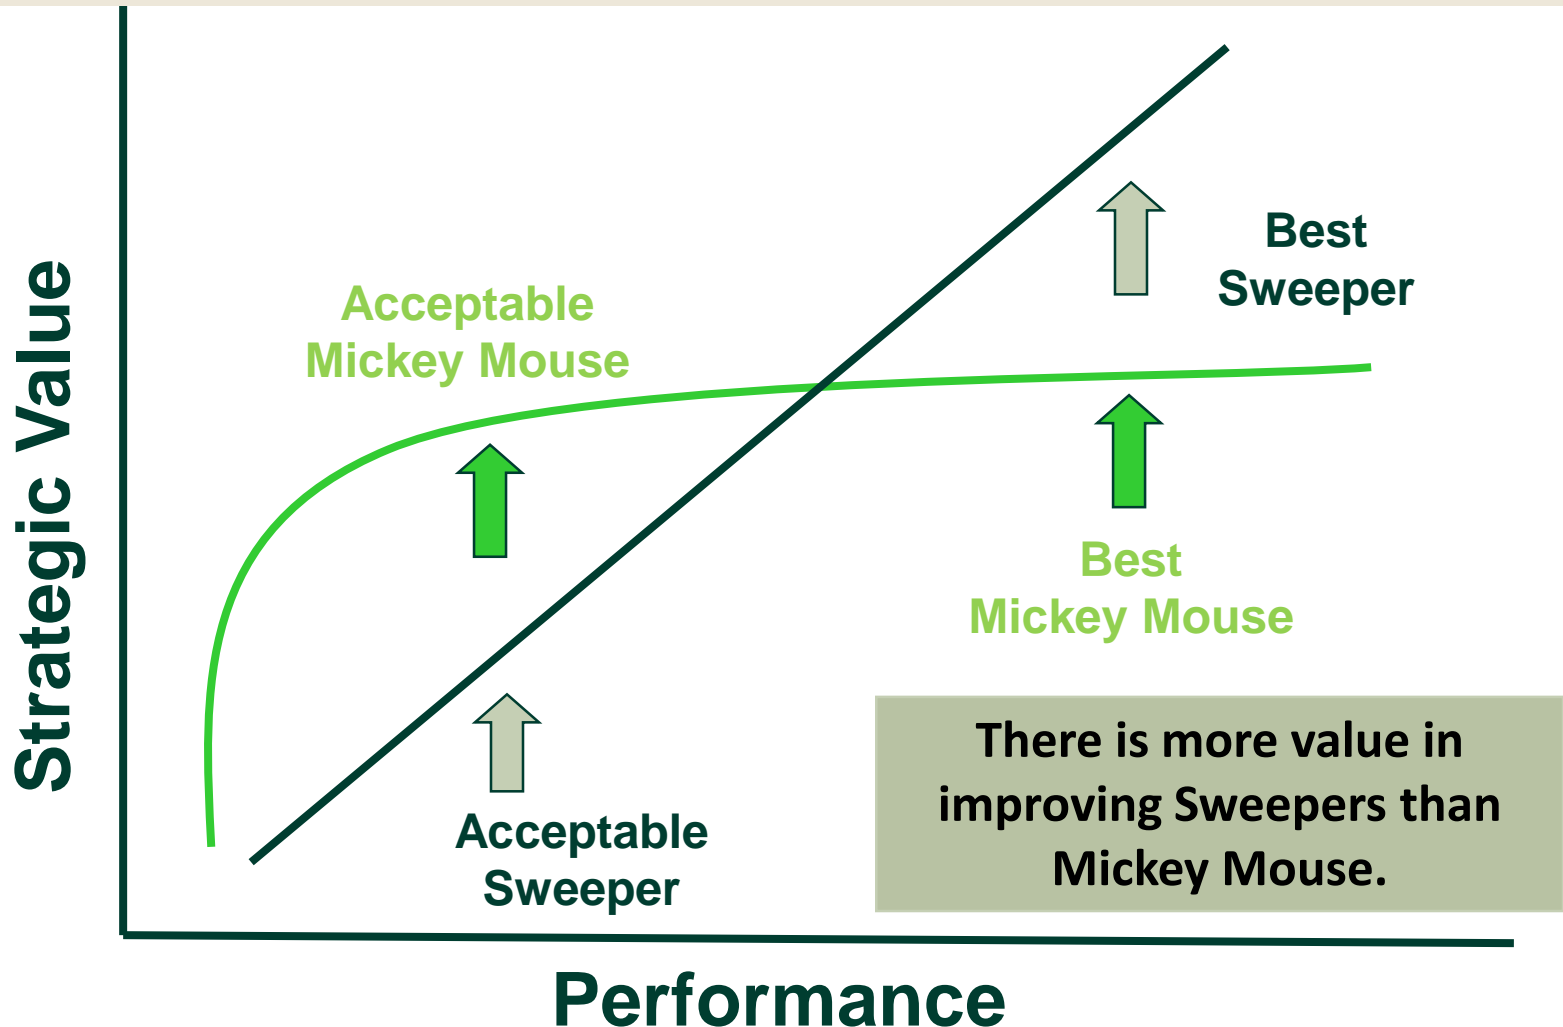 Strategic Value
Acceptable
Mickey Mouse
Best
Sweeper
Best
Mickey Mouse
Acceptable
Sweeper
There is more value in
improving Sweepers than
Mickey Mouse.
Performance